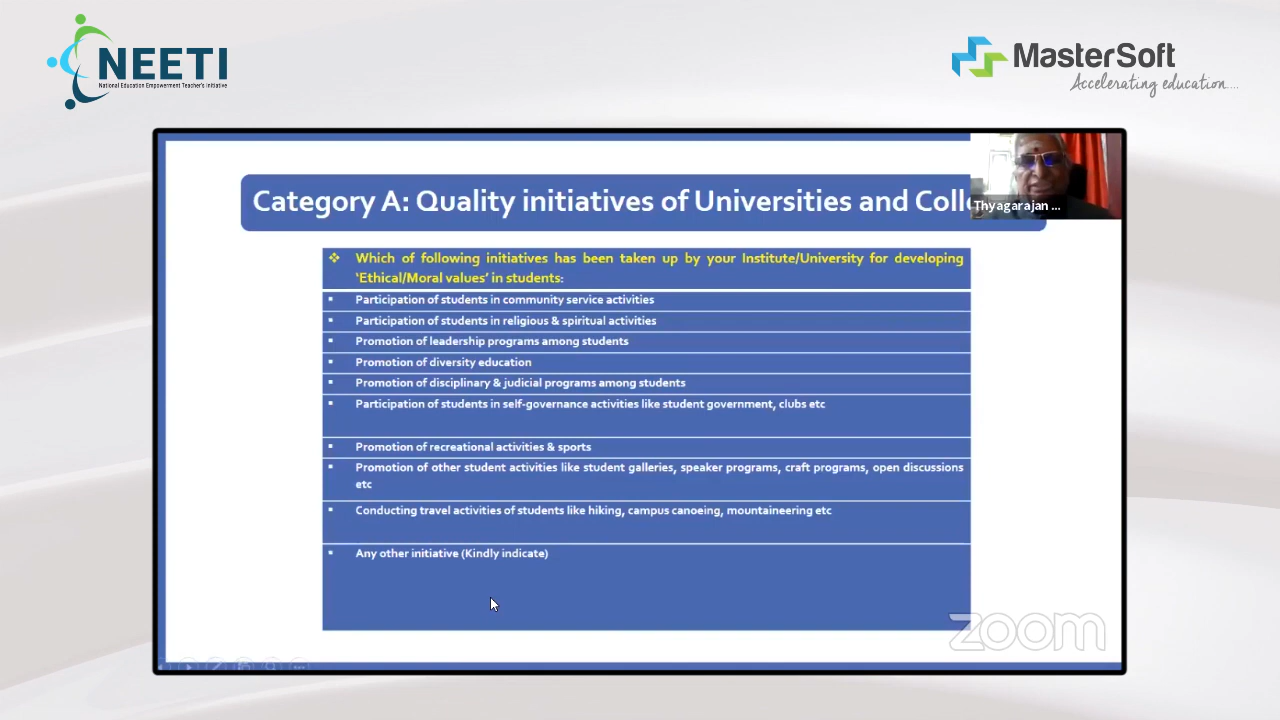 NEETI
National Education Empowerment Teacher's Initiative
MasterSoft
Accelerating education....
Category A: Quality initiatives of Universities and Colle
Thyagarajan ...
❖ Which of following initiatives has been taken up by your Institute/University for developing
‘Ethical/Moral values’ in students:
▪ Participation of students in community service activities
▪ Participation of students in religious & spiritual activities
▪ Promotion of leadership programs among students
▪ Promotion of diversity education
▪ Promotion of disciplinary & judicial programs among students
▪ Participation of students in self-governance activities like student government, clubs etc
▪ Promotion of recreational activities & sports
▪ Promotion of other student activities like student galleries, speaker programs, craft programs, open discussions
etc
▪ Conducting travel activities of students like hiking, campus canoeing, mountaineering etc
▪ Any other initiative (Kindly indicate)
zoom